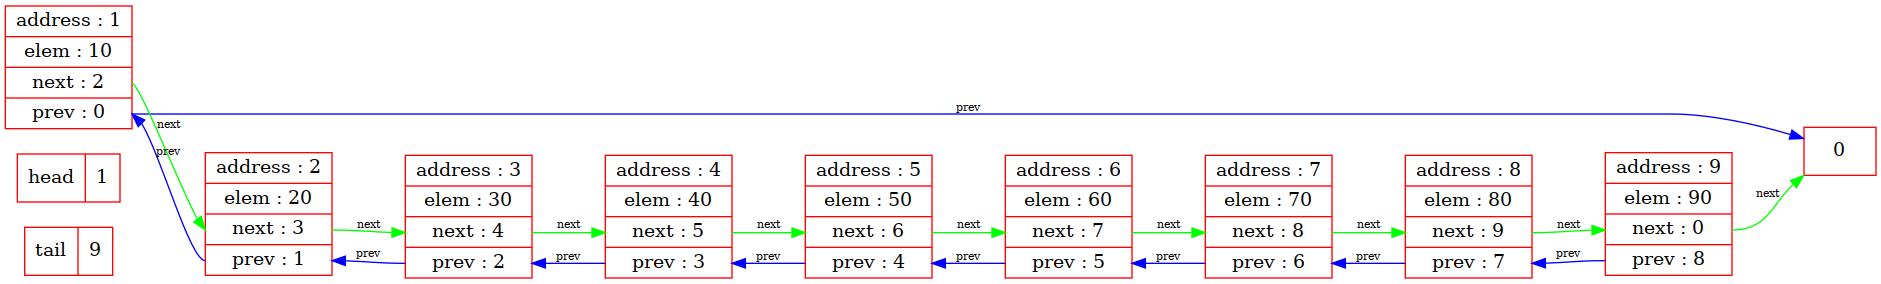 address : 1
elem : 10
next : 2
prev : 0
head 1
tail 9
next
prev
prev
address : 2
elem : 20
next : 3
prev : 1
next
prev
address : 3
elem : 30
next : 4
prev : 2
next
prev
address : 4
elem : 40
next : 5
prev : 3
next
prev
address : 5
elem : 50
next : 6
prev : 4
next
prev
address : 6
elem : 60
next : 7
prev : 5
next
prev
address : 7
elem : 70
next : 8
prev : 6
next
prev
address : 8
elem : 80
next : 9
prev : 7
next
prev
address : 9
elem : 90
next : 0
prev : 8
next
0